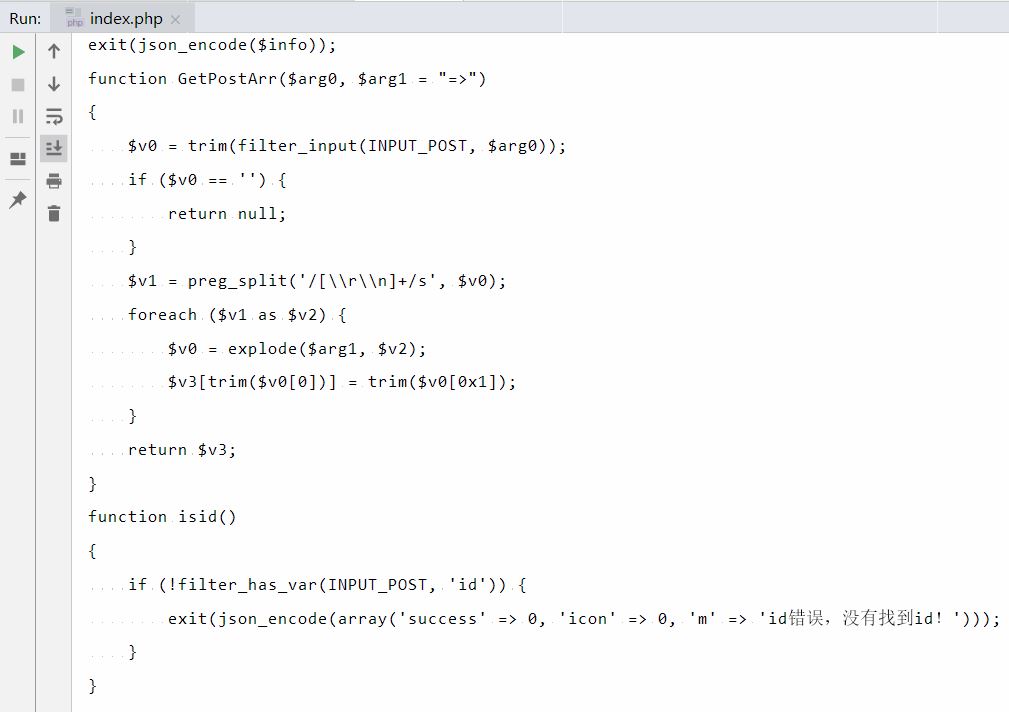 Run: index.php
exit(json_encode($info));
function GetPostArr($arg0, $arg1 = "=>")
{
    $v0 = trim(filter_input(INPUT_POST, $arg0));
    if ($v0 == '') {
        return null;
    }
    $v1 = preg_split('/[\\r\\n]+/s', $v0);
    foreach ($v1 as $v2) {
        $v0 = explode($arg1, $v2);
        $v3[trim($v0[0])] = trim($v0[0x1]);
    }
    return $v3;
}
function isid()
{
    if (!filter_has_var(INPUT_POST, 'id')) {
        exit(json_encode(array('success' => 0, 'icon' => 0, 'm' => 'id错误，没有找到id！')));
    }
}